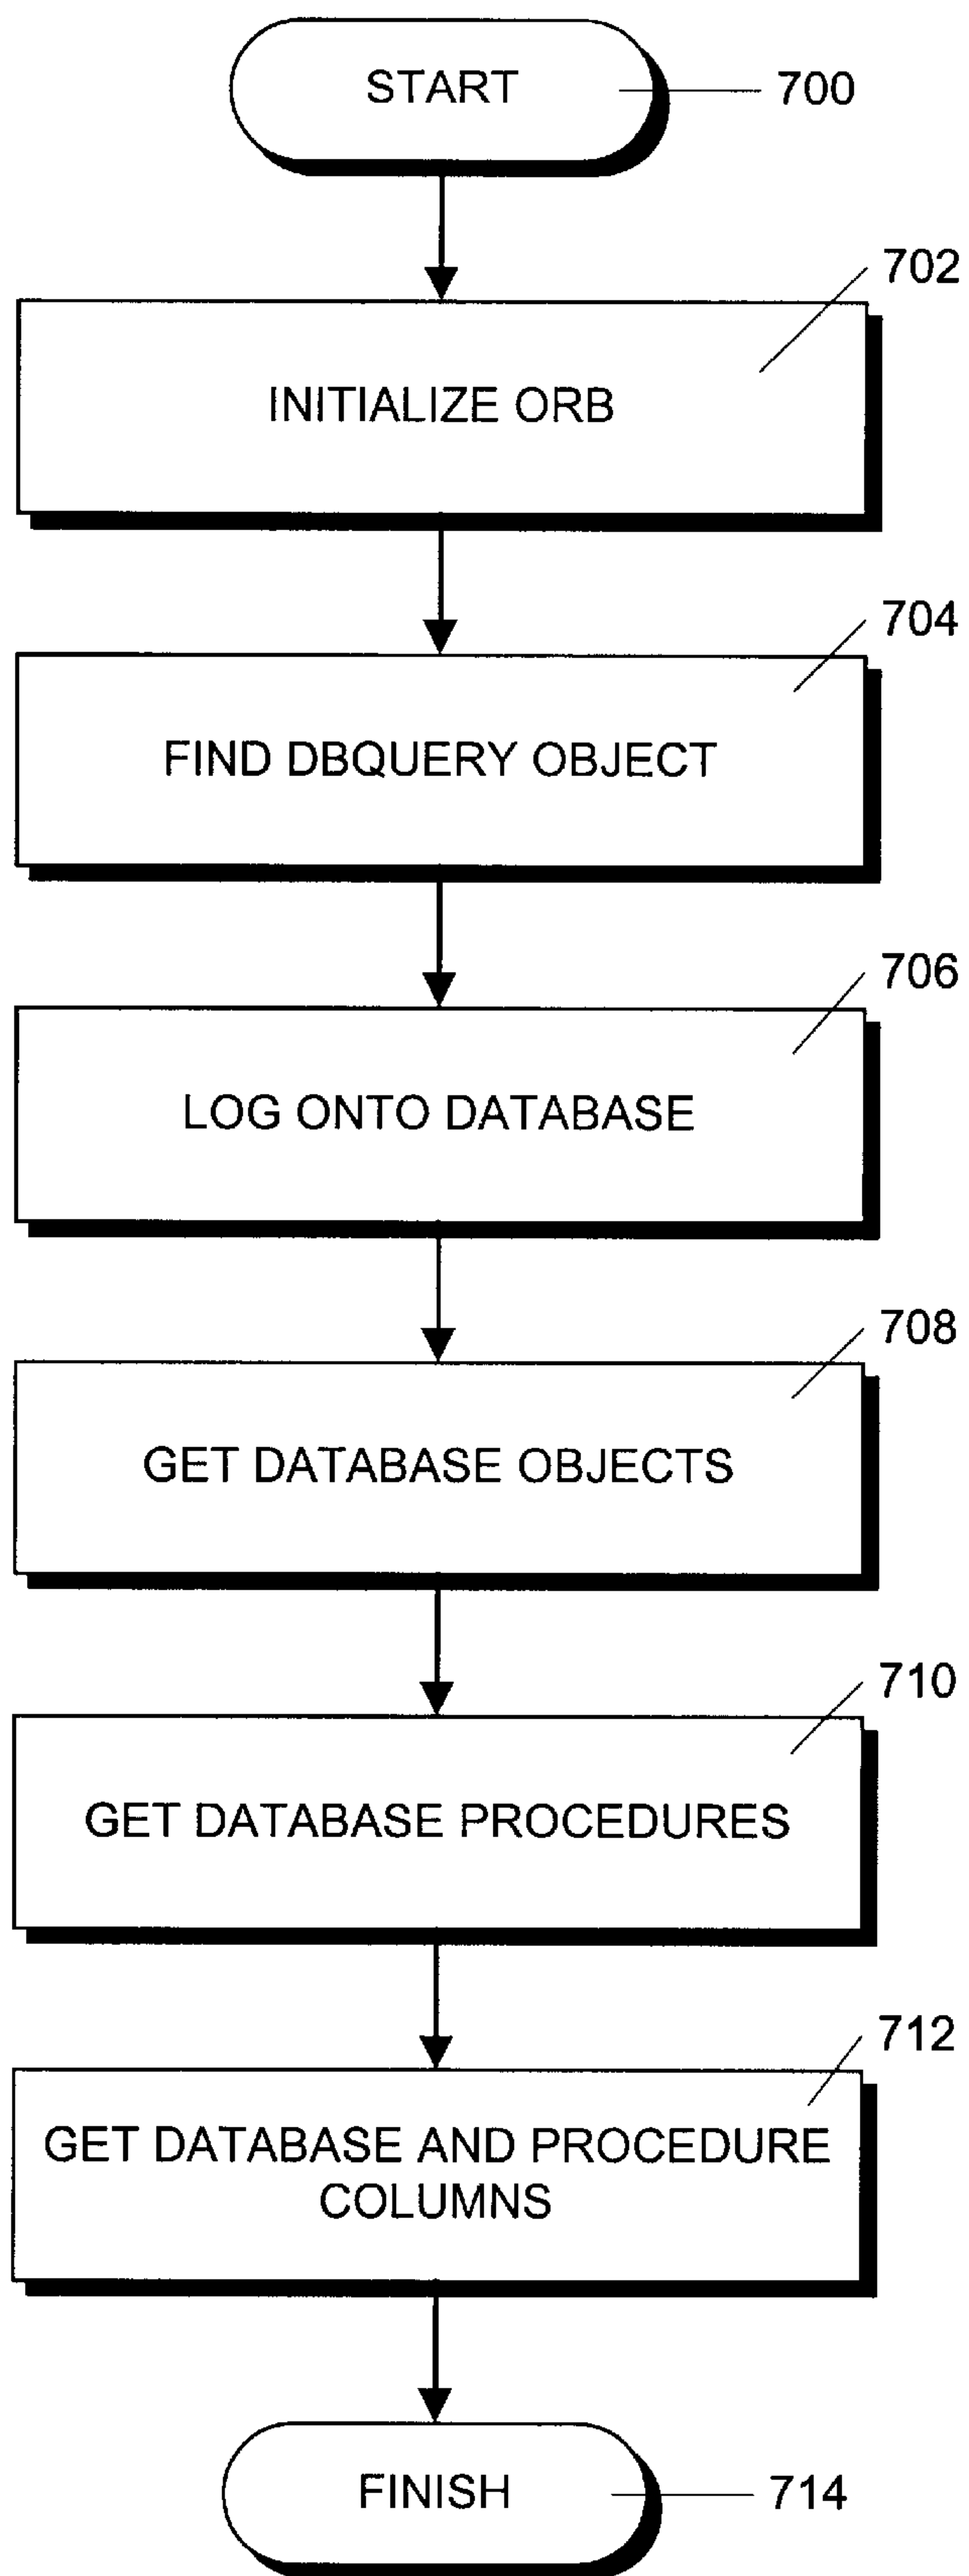 START
700
702
INITIALIZE ORB
704
FIND DBQUERY OBJECT
706
LOG ONTO DATABASE
708
GET DATABASE OBJECTS
710
GET DATABASE PROCEDURES
712
GET DATABASE AND PROCEDURE
COLUMNS
FINISH
714